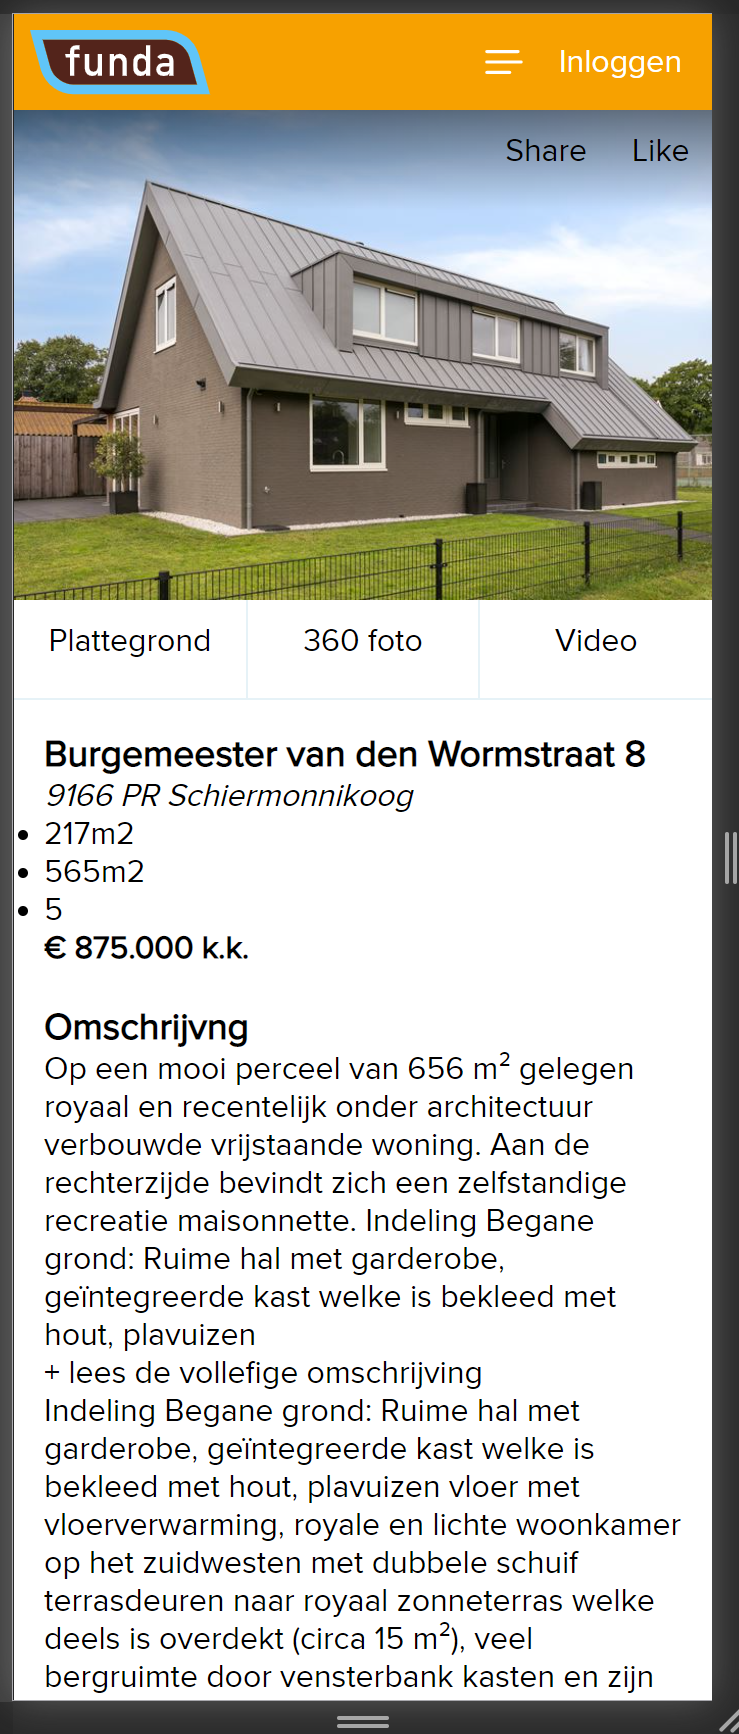 funda
Inloggen
Share Like
Plattegrond 360 foto Video
Burgemeester van den Wormstraat 8
9166 PR Schiermonnikoog
• 217m2
• 565m2
• 5
€ 875.000 k.k.
Omschrijvng
Op een mooi perceel van 656 m² gelegen
royaal en recentelijk onder architectuur
verbouwde vrijstaande woning. Aan de
rechterzijde bevindt zich een zelfstandige
recreatie maisonnette. Indeling Begane
grond: Ruime hal met garderobe,
geïntegreerde kast welke is bekleed met
hout, plavuizen
+ lees de vollefige omschrijving
Indeling Begane grond: Ruime hal met
garderobe, geïntegreerde kast welke is
bekleed met hout, plavuizen vloer met
vloerverwarming, royale en lichte woonkamer
op het zuidwesten met dubbele schuif
terrasdeuren naar royaal zonneterras welke
deels is overdekt (circa 15 m²), veel
bergruimte door vensterbank kasten en zijn